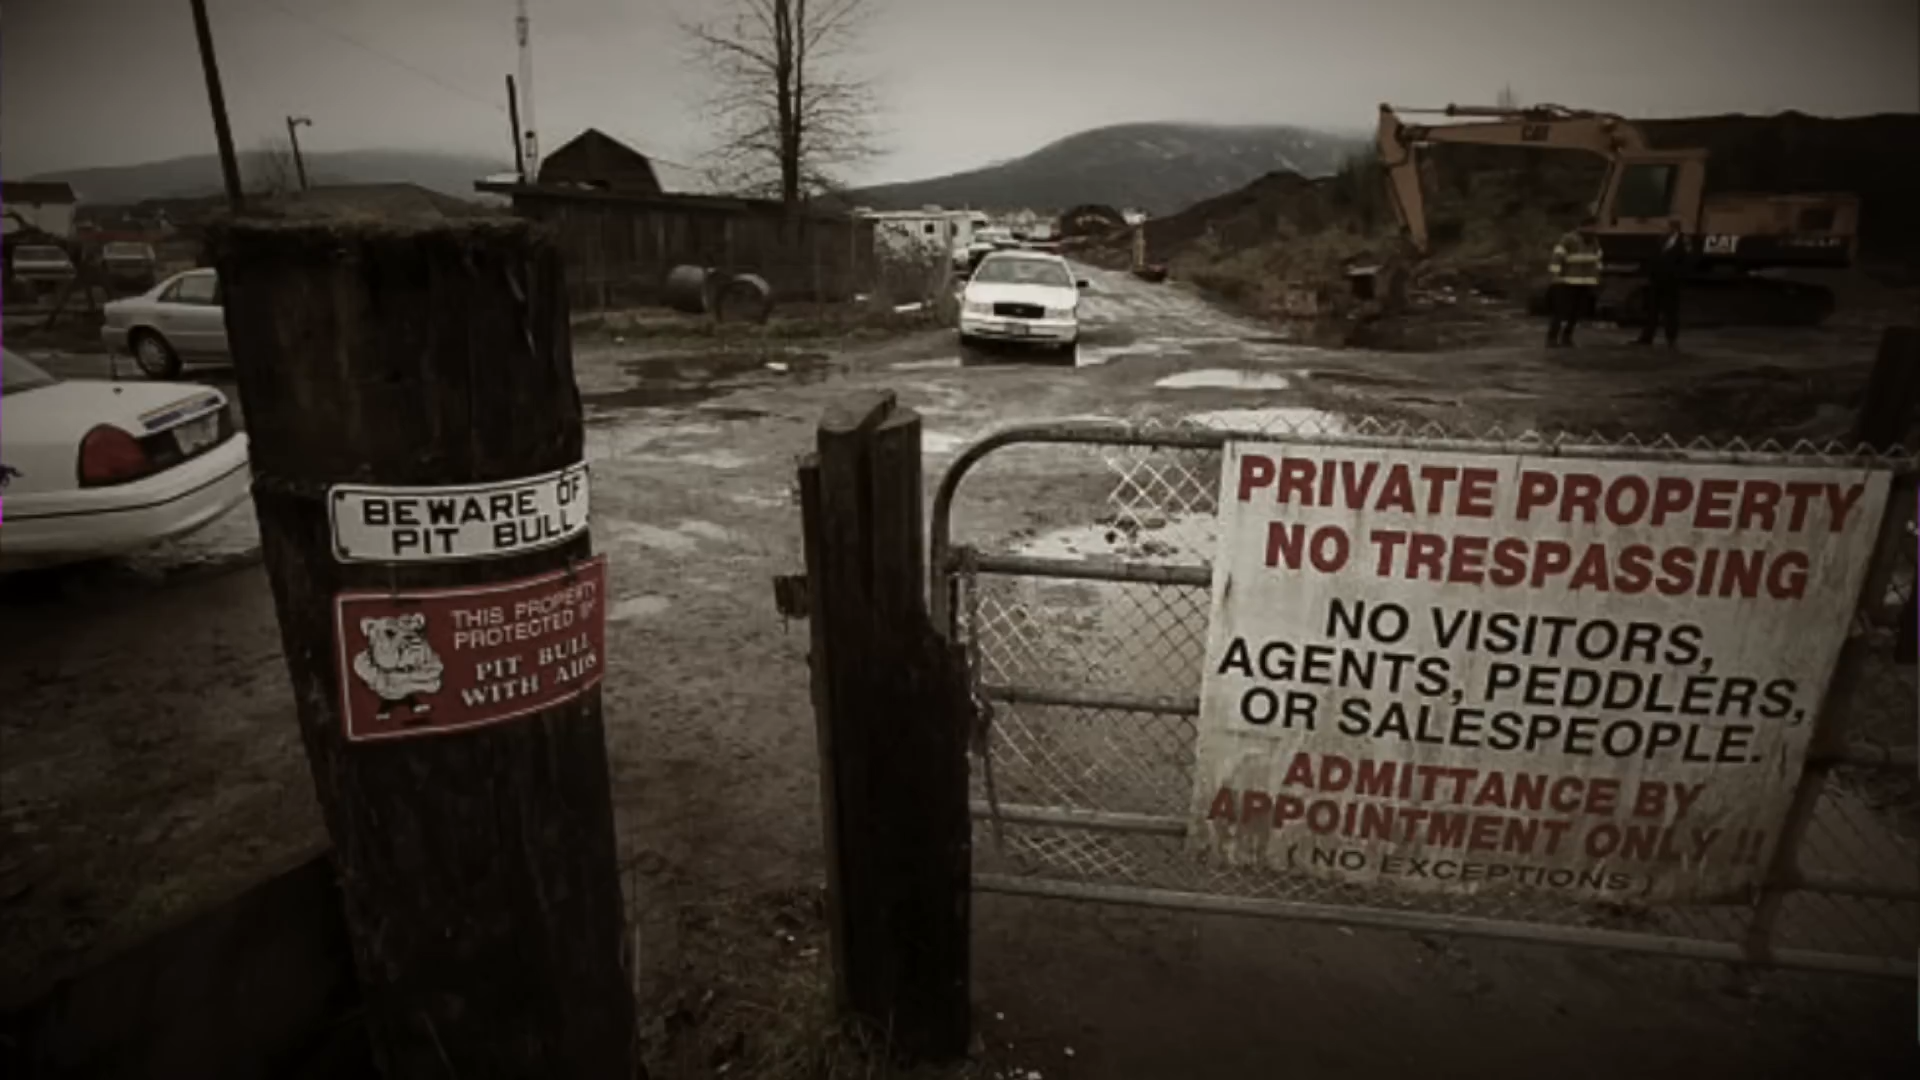 BEWARE OF
PIT BULL
THIS PROPERTY
PROTECTED BY
PIT BULL
WITH AIDS
PRIVATE PROPERTY
NO TRESPASSING
NO VISITORS,
AGENTS, PEDDLERS,
OR SALESPEOPLE.
ADMITTANCE BY
APPOINTMENT ONLY !!
( NO EXCEPTIONS )
CAT
CAT